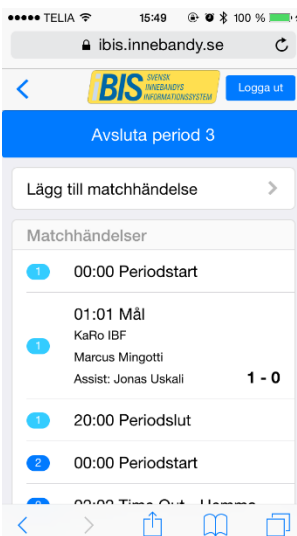 TELIA 15:49 100 %
ibis.innebandy.se
BIS SVENSK INNEBANDYS INFORMATIONSSYSTEM Logga ut
Avsluta period 3
Lägg till matchhändelse
Matchhändelser
1 00:00 Periodstart
01:01 Mål
KaRo IBF
1 Marcus Mingotti
Assist: Jonas Uskali 1 - 0
1 20:00 Periodslut
2 00:00 Periodstart